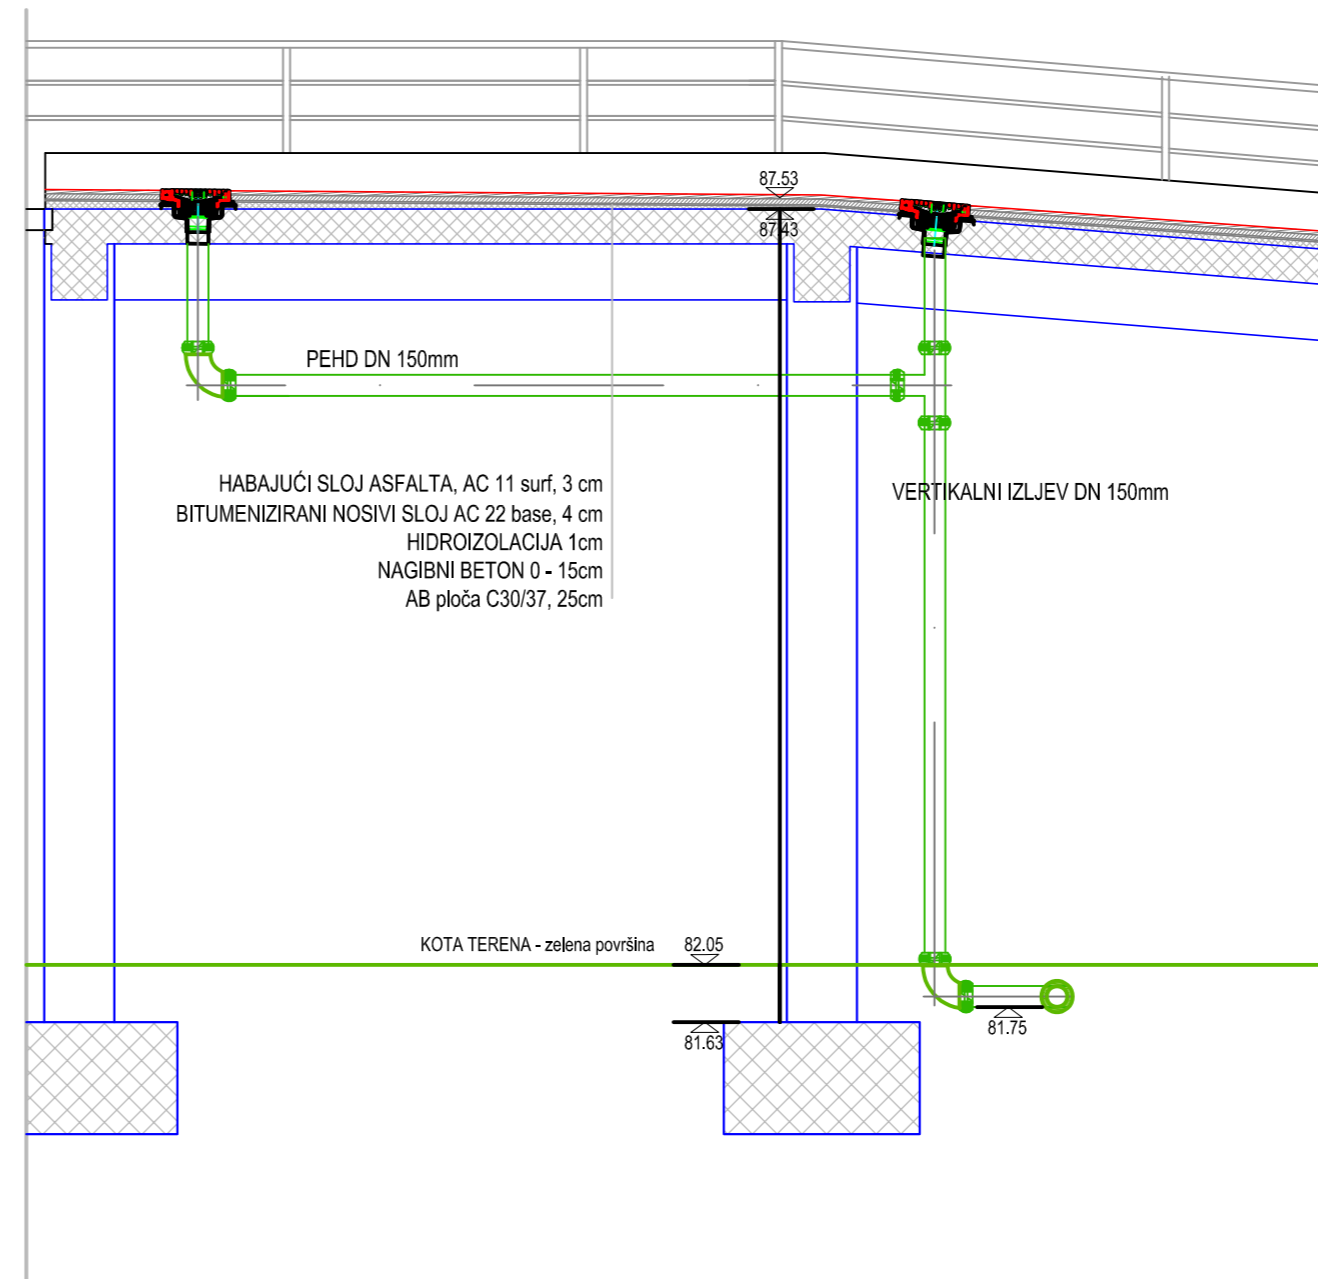 87.53
87.43
PEHD DN 150mm
HABAJUĆI SLOJ ASFALTA, AC 11 surf, 3 cm
BITUMENIZIRANI NOSIVI SLOJ AC 22 base, 4 cm
HIDROIZOLACIJA 1cm
NAGIBNI BETON 0 - 15cm
AB ploča C30/37, 25cm
VERTIKALNI IZLJEV DN 150mm
KOTA TERENA - zelena površina
82.05
81.63
81.75